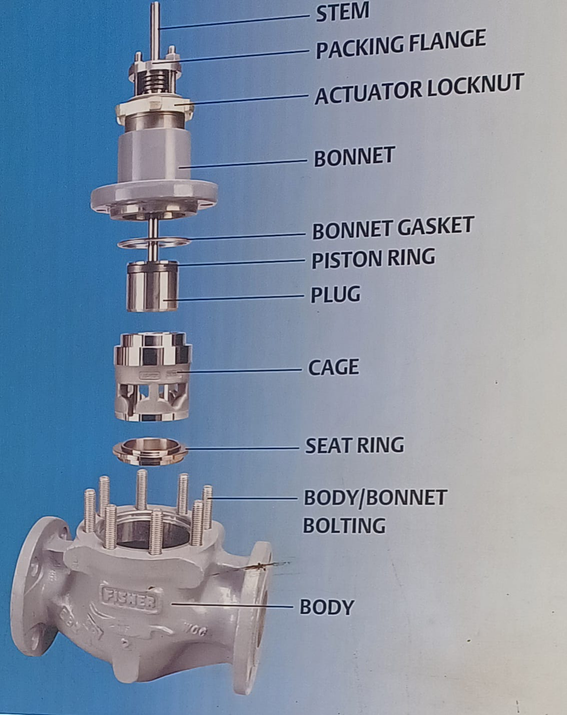 STEM
PACKING FLANGE
ACTUATOR LOCKNUT
BONNET
BONNET GASKET
PISTON RING
PLUG
CAGE
SEAT RING
BODY/BONNET
BOLTING
FISHER
BODY